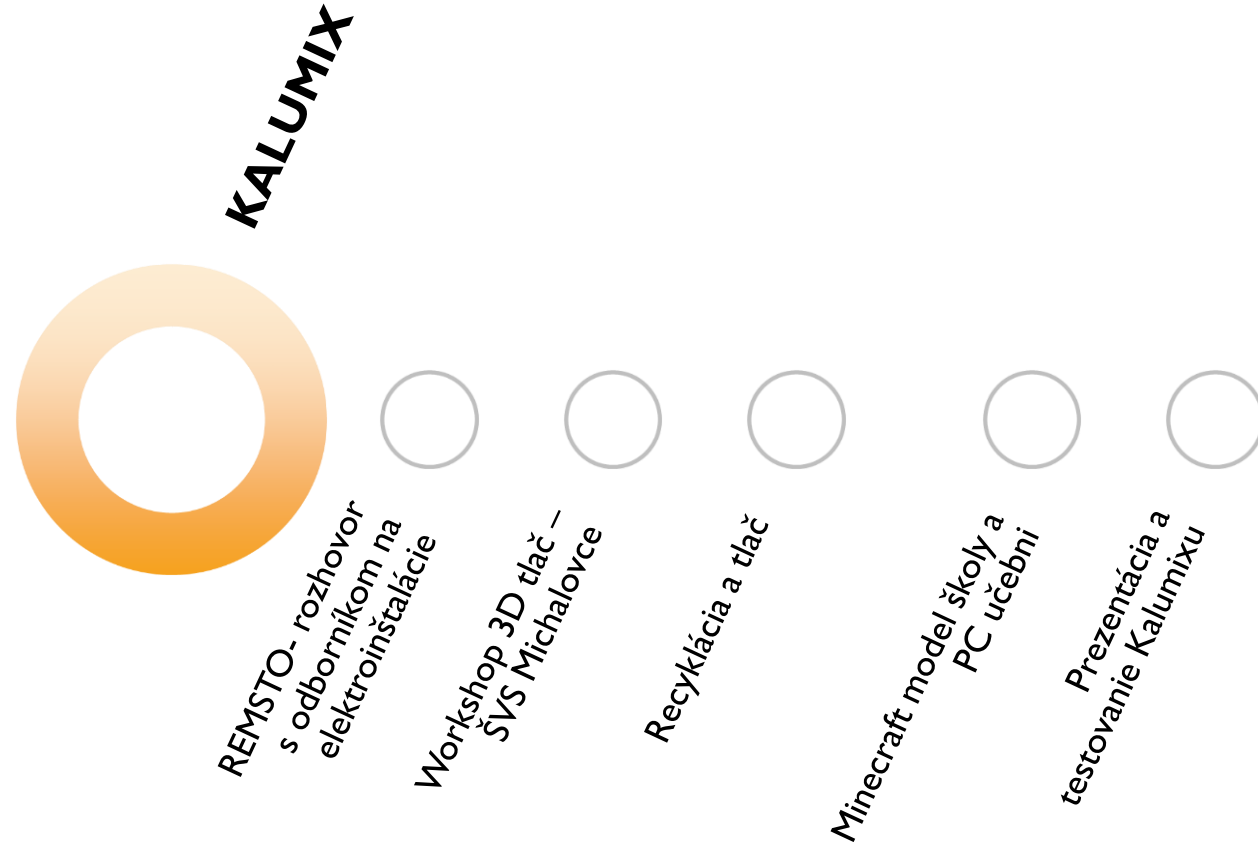 KALUMIX
REMSTO- rozhovor
s odborníkom na
elektroinštalácie
Workshop 3D tlač –
ŠVS Michalovce
Recyklácia a tlač
Minecraft model školy a
PC učebni
Prezentácia a
testovanie Kalumixu